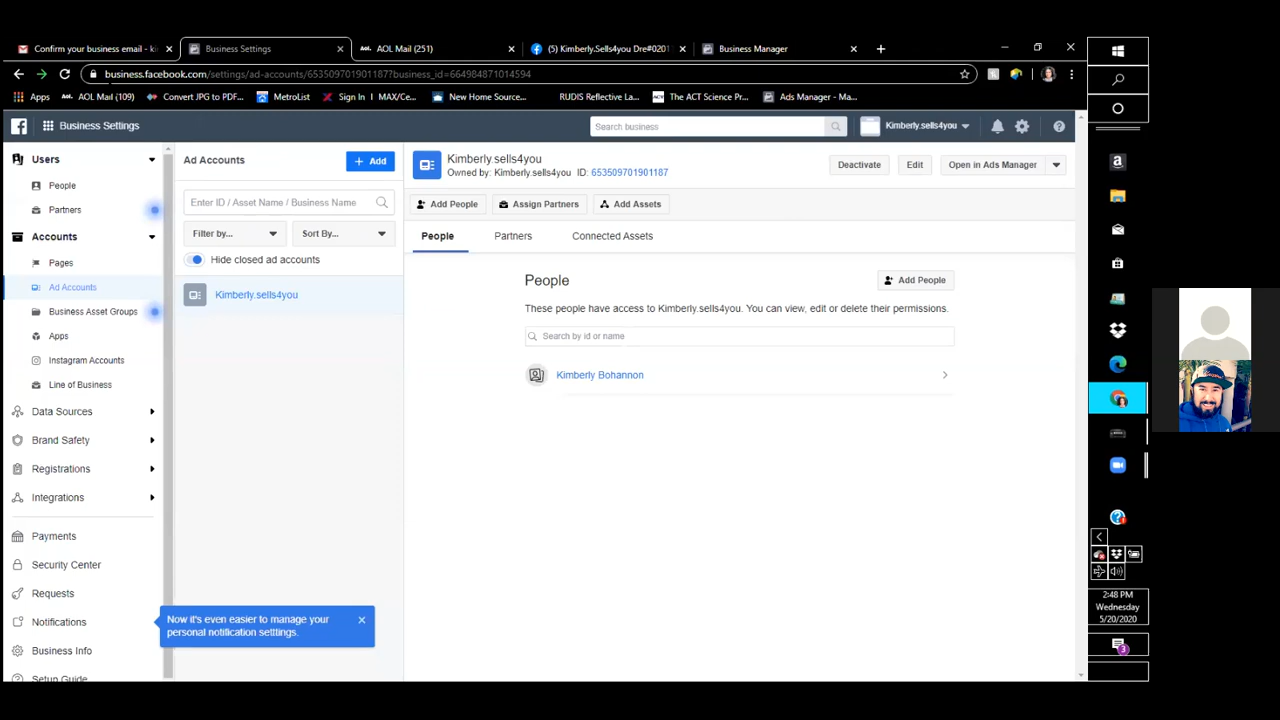 Confirm your business email - ki
Business Settings
AOL Mail (251)
(5) Kimberly.Sells4you Dre#0201
Business Manager
business.facebook.com/settings/ad-accounts/653509701901187?business_id=664984871014594
Apps
AOL Mail (109)
Convert JPG to PDF...
MetroList
Sign In | MAX/Ce...
New Home Source...
RUDIS Reflective La...
The ACT Science Pr...
Ads Manager - Ma...
Business Settings
Search business
Kimberly.sells4you
Users
People
Partners
Accounts
Pages
Ad Accounts
Business Asset Groups
Apps
Instagram Accounts
Line of Business
Data Sources
Brand Safety
Registrations
Integrations
Payments
Security Center
Requests
Notifications
Business Info
Setup Guide
Now it's even easier to manage your
personal notification setttings.
Ad Accounts
+ Add
Enter ID / Asset Name / Business Name
Filter by...
Sort By...
Hide closed ad accounts
Kimberly.sells4you
Kimberly.sells4you
Owned by: Kimberly.sells4you ID: 653509701901187
Deactivate
Edit
Open in Ads Manager
Add People
Assign Partners
Add Assets
People
Partners
Connected Assets
People
Add People
These people have access to Kimberly.sells4you. You can view, edit or delete their permissions.
Search by id or name
Kimberly Bohannon
2:48 PM
Wednesday
5/20/2020
3